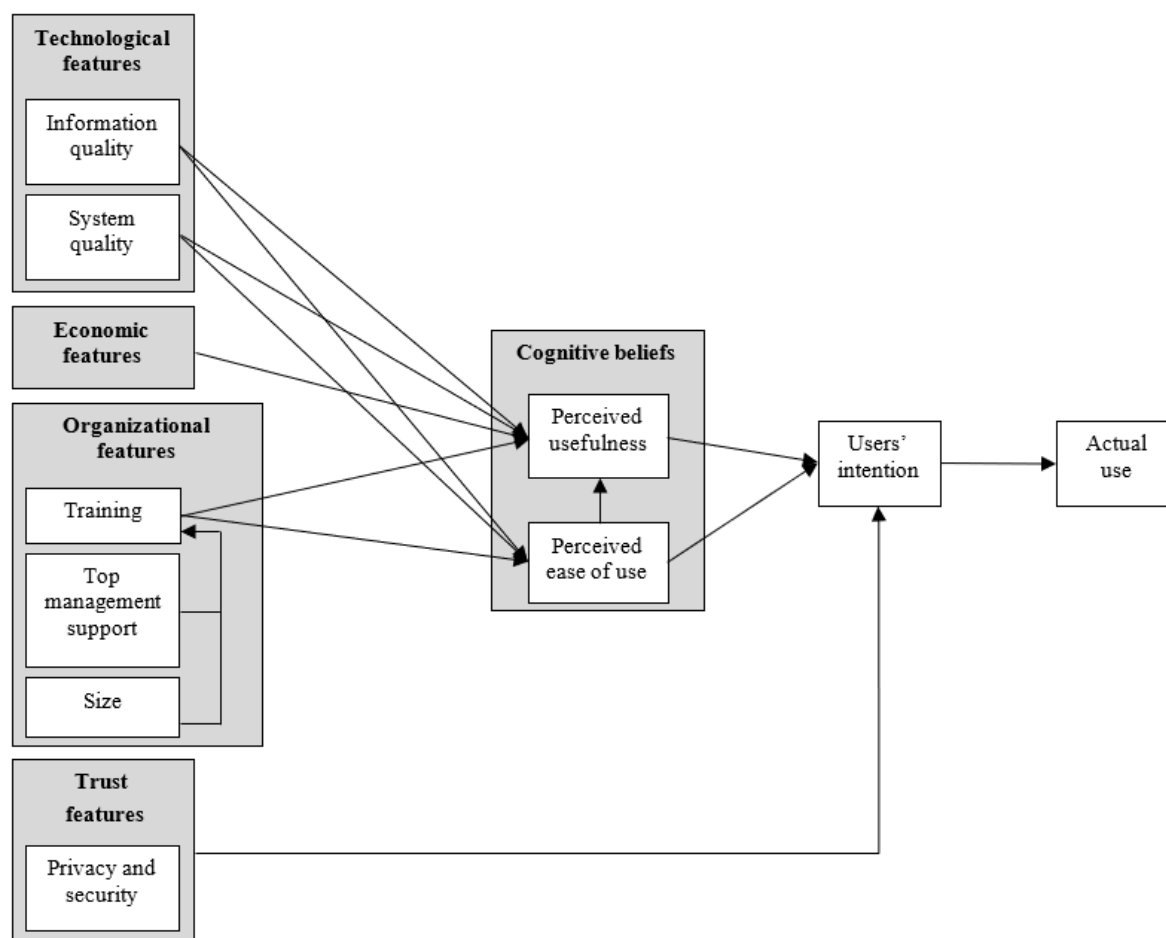 Technological
features
Information
quality
System
quality
Economic
features
Organizational
features
Training
Top
management
support
Size
Trust
features
Privacy and
security
Cognitive beliefs
Perceived
usefulness
Perceived
ease of use
Users’
intention
Actual
use